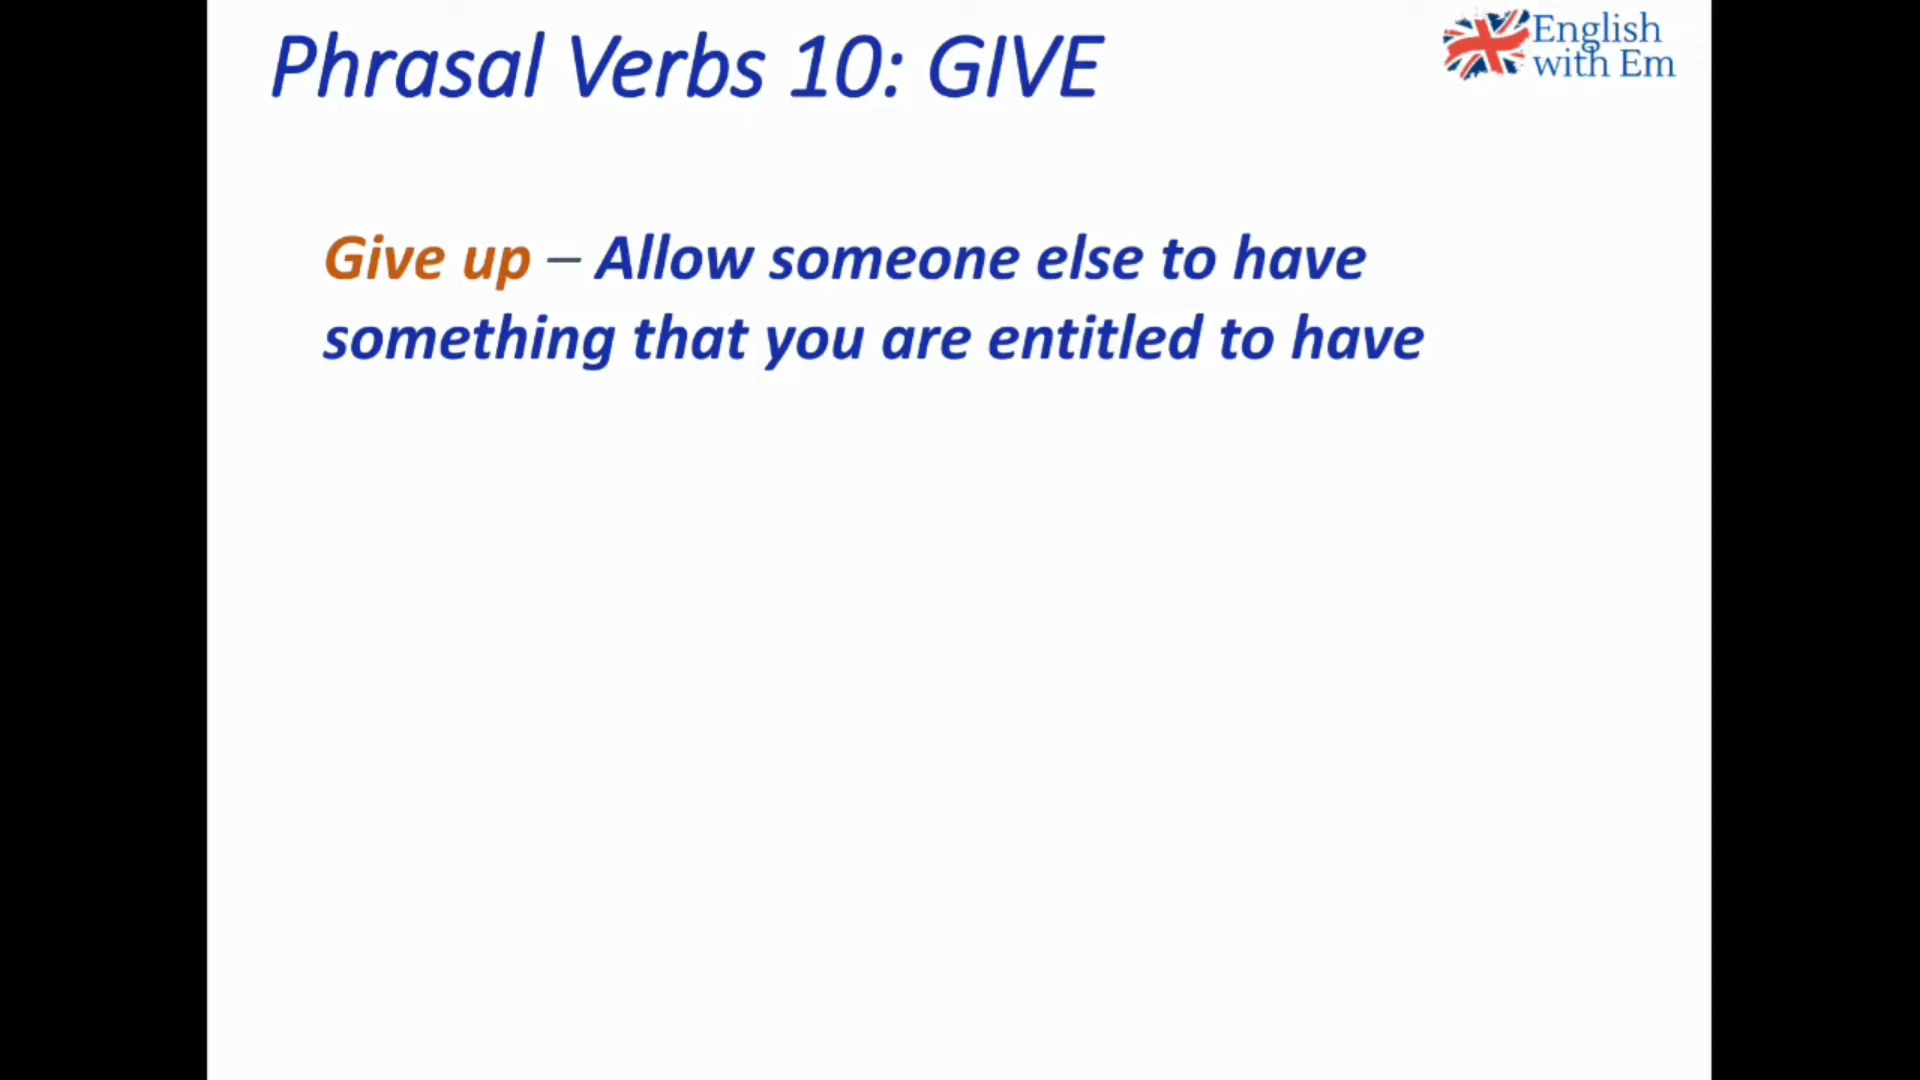 Phrasal Verbs 10: GIVE
English
with Em
Give up – Allow someone else to have
something that you are entitled to have